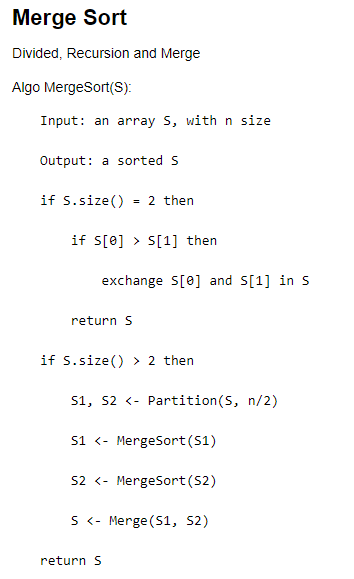 Merge Sort
Divided, Recursion and Merge
Algo MergeSort(S):
Input: an array S, with n size
Output: a sorted S
if S.size() = 2 then
if S[0] > S[1] then
exchange S[0] and S[1] in S
return S
if S.size() > 2 then
S1, S2 <- Partition(S, n/2)
S1 <- MergeSort(S1)
S2 <- MergeSort(S2)
S <- Merge(S1, S2)
return S